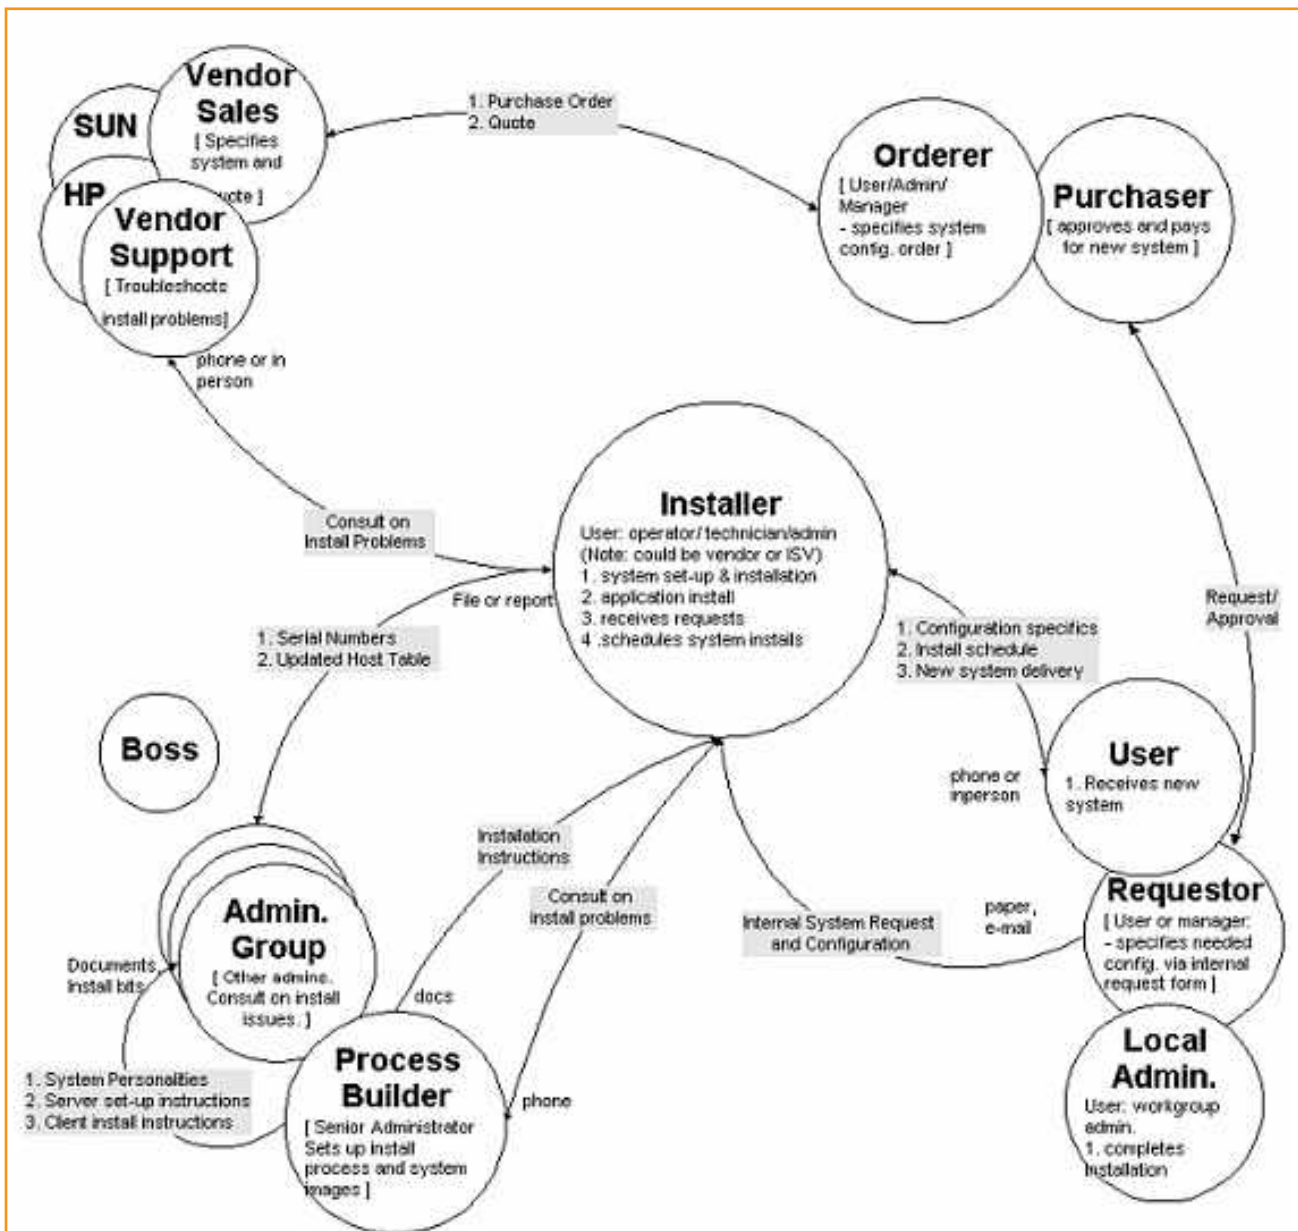 SUN
HP
Vendor
Sales
[ Specifies
system and
uote ]
Vendor
Support
[ Troubleshoots
install problems]
1. Purchase Order
2. Quote
Orderer
[ User/Admin/
Manager
- specifies system
config. order ]
Purchaser
[ approves and pays
for new system ]
phone or in
person
Consult on
Install Problems
Installer
User: operator/ technician/admin
(Note: could be vendor or ISV)
1. system set-up & installation
2. application install
3. receives requests
4 .schedules system installs
File or report
1. Serial Numbers
2. Updated Host Table
Request/
Approval
1. Configuration specifics
2. Install schedule
3. New system delivery
Boss
User
1. Receives new
system
phone or
inperson
Installation
Instructions
Consult on
install problems
Internal System Request
and Configuration
paper,
e-mail
Requestor
[ User or manager:
- specifies needed
config. via internal
request form ]
Admin.
Group
[ Other admins.
Consult on install
issues. ]
Documents,
Install bits
docs
1. System Personalities
2. Server set-up instructions
3. Client install instructions
Process
Builder
[ Senior Administrator
Sets up install
process and system
images ]
phone
Local
Admin.
User: workgroup
admin.
1. completes
Installation